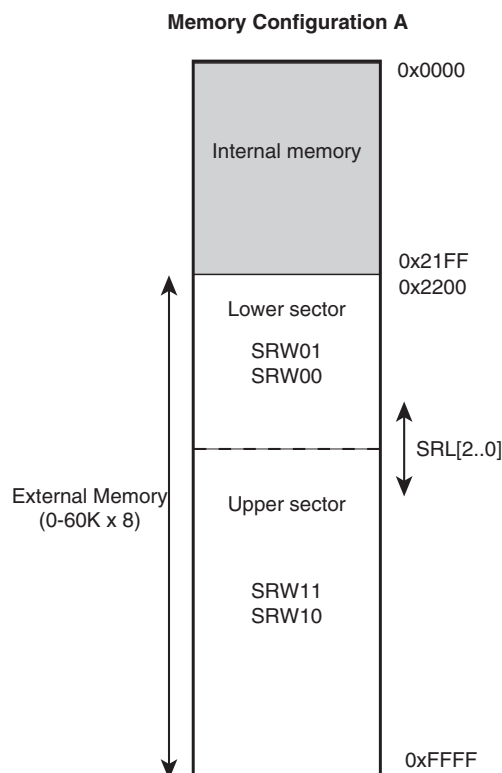 Memory Configuration A
0x0000
Internal memory
0x21FF
0x2200
Lower sector
SRW01
SRW00
SRL[2..0]
External Memory
(0-60K x 8)
Upper sector
SRW11
SRW10
0xFFFF